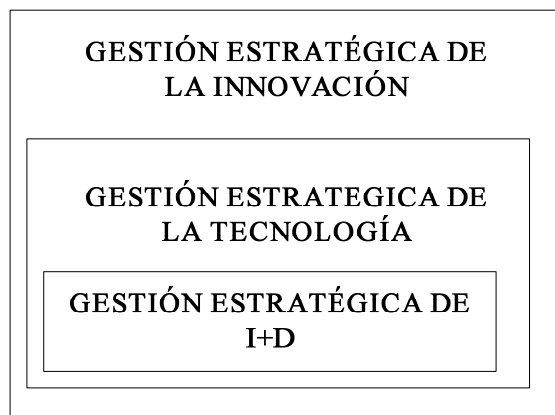 GESTIÓN ESTRATÉGICA DE
LA INNOVACIÓN
GESTIÓN ESTRATEGICA DE
LA TECNOLOGÍA
GESTIÓN ESTRATÉGICA DE
I+D